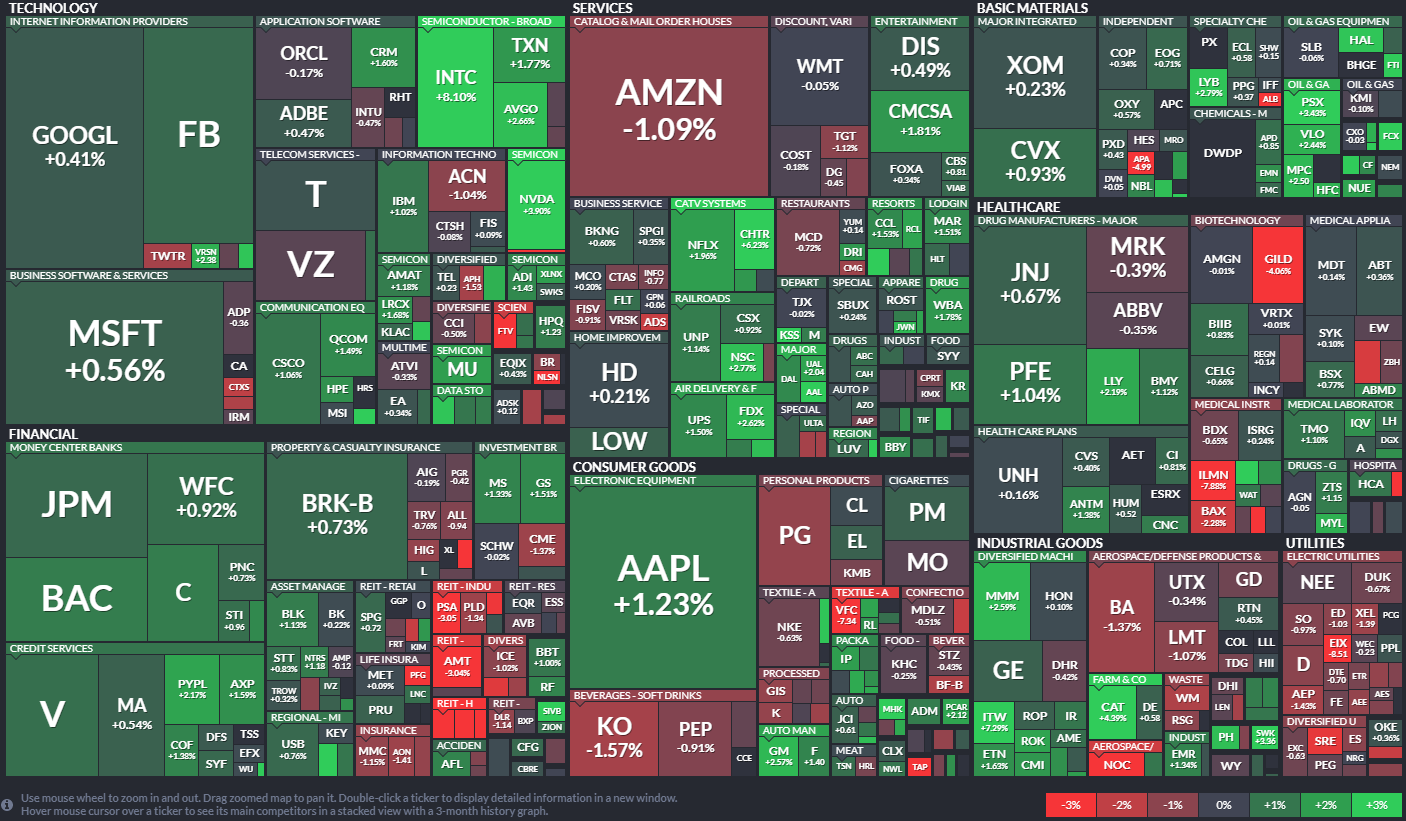 TECHNOLOGY
INTERNET INFORMATION PROVIDERS
GOOGL
+0.41%
FB
TWTR
VRSN
+2.38
APPLICATION SOFTWARE
ORCL
-0.17%
CRM
+1.60%
ADBE
+0.47%
INTU
-0.47%
RHT
SEMICONDUCTOR - BROAD
INTC
+8.10%
TXN
+1.77%
AVGO
+2.66%
BUSINESS SOFTWARE & SERVICES
MSFT
+0.56%
ADP
-0.36
CA
CTXS
IRM
TELECOM SERVICES -
T
VZ
INFORMATION TECHNO
IBM
+1.02%
ACN
-1.04%
CTSH
-0.08%
FIS
+0.09%
SEMICON
NVDA
+3.90%
COMMUNICATION EQ
CSCO
+1.06%
QCOM
+1.49%
HPE
HRS
MSI
SEMICON
AMAT
+1.18%
LRCX
+1.68%
KLAC
DIVERSIFIED
TEL
+0.23
APH
-1.53
SEMICON
ADI
+1.43
XLNX
SWKS
DIVERSIFIE
CCI
-0.50%
SCIEN
FTV
HPQ
+1.23
MULTIME
ATVI
-0.33%
EA
+0.34%
SEMICON
MU
EQIX
+0.43%
BR
NLSN
DATA STO
ADSK
+0.12
FINANCIAL
MONEY CENTER BANKS
JPM
WFC
+0.92%
BAC
C
PNC
+0.73%
STI
+0.96
PROPERTY & CASUALTY INSURANCE
BRK-B
+0.73%
AIG
-0.19%
PGR
-0.42
TRV
-0.76%
ALL
-0.94
HIG
XL
L
INVESTMENT BR
MS
+1.33%
GS
+1.51%
SCHW
-0.02%
CME
-1.37%
CREDIT SERVICES
V
MA
+0.54%
PYPL
+2.17%
AXP
+1.59%
COF
+1.38%
DFS
SYF
TSS
EFX
WU
ASSET MANAGE
BLK
+1.13%
BK
+0.22%
STT
+0.83%
NTRS
+1.18
AMP
-0.12
TROW
+0.32%
IVZ
REIT - RETAI
SPG
+0.72
GGP
O
FRT
KIM
REIT - INDU
PSA
-3.05
PLD
-1.34
REIT - RES
EQR
ESS
AVB
REIT -
AMT
-3.04%
DIVERS
ICE
-1.02%
BBT
+1.00%
RF
LIFE INSURA
MET
+0.09%
PFG
LNC
PRU
REGIONAL - MI
USB
+0.76%
KEY
INSURANCE
MMC
-1.15%
AON
-1.41
REIT - H
REIT -
DLR
-1.14
BXP
SIVB
ZION
ACCIDEN
AFL
CFG
CBRE
SERVICES
CATALOG & MAIL ORDER HOUSES
AMZN
-1.09%
DISCOUNT, VARI
WMT
-0.05%
COST
-0.18%
TGT
-1.12%
DG
-0.45
ENTERTAINMENT
DIS
+0.49%
CMCSA
+1.81%
FOXA
+0.34%
CBS
+0.81
VIAB
BUSINESS SERVICE
BKNG
+0.60%
SPGI
+0.35%
MCO
+0.20%
CTAS
INFO
-0.77
FISV
-0.91%
FLT
GPN
+0.06
VRSK
ADS
CATV SYSTEMS
NFLX
+1.96%
CHTR
+6.23%
RESTAURANTS
MCD
-0.72%
YUM
+0.14
DRI
CMG
RESORTS
CCL
+1.53%
RCL
LODGIN
MAR
+1.51%
HLT
RAILROADS
UNP
+1.14%
CSX
+0.92%
NSC
+2.77%
HOME IMPROVEM
HD
+0.21%
LOW
DEPART
TJX
-0.02%
KSS
M
SPECIAL
SBUX
+0.24%
APPARE
ROST
JWN
DRUG
WBA
+1.78%
MAJOR
DAL
UAL
+2.04
AAL
DRUGS
ABC
CAH
INDUST
FOOD
SYY
AIR DELIVERY & F
UPS
+1.50%
FDX
+2.62%
AUTO P
AZO
AAP
CPRT
KMX
KR
SPECIAL
ULTA
REGION
LUV
BBY
TIF
CONSUMER GOODS
ELECTRONIC EQUIPMENT
AAPL
+1.23%
PERSONAL PRODUCTS
PG
CL
EL
KMB
CIGARETTES
PM
MO
TEXTILE - A
NKE
-0.63%
TEXTILE - A
VFC
-7.34
RL
CONFECTIO
MDLZ
-0.51%
PACKA
IP
FOOD -
KHC
-0.25%
BEVER
STZ
-0.43%
BF-B
BEVERAGES - SOFT DRINKS
KO
-1.57%
PEP
-0.91%
CCE
PROCESSED
GIS
K
AUTO
JCI
+0.61
MHK
ADM
PCAR
+2.12
AUTO MAN
GM
+2.57%
F
+1.40
MEAT
TSN
HRL
CLX
NWL
TAP
BASIC MATERIALS
MAJOR INTEGRATED
XOM
+0.23%
CVX
+0.93%
INDEPENDENT
COP
+0.34%
EOG
+0.71%
OXY
+0.57%
APC
PXD
+0.43
HES
MRO
APA
-4.99
DVN
+0.05
NBL
SPECIALTY CHE
PX
ECL
+0.58
SHW
+0.15
LYB
+2.79%
PPG
+0.37
IFF
ALB
CHEMICALS - M
DWDP
APD
+0.85
EMN
FMC
OIL & GAS EQUIPMEN
SLB
-0.06%
HAL
BHGE
FTI
OIL & GA
PSX
+3.43%
VLO
+2.44%
MPC
+2.50
HFC
OIL & GAS
KMI
-0.10%
CXO
-0.03
FCX
CF
NEM
NUE
HEALTHCARE
DRUG MANUFACTURERS - MAJOR
JNJ
+0.67%
MRK
-0.39%
ABBV
-0.35%
PFE
+1.04%
LLY
+2.19%
BMY
+1.12%
BIOTECHNOLOGY
AMGN
-0.01%
GILD
-4.06%
BIIB
+0.83%
VRTX
+0.01%
REGN
+0.14
CELG
+0.66%
INCY
MEDICAL APPLIA
MDT
+0.14%
ABT
+0.36%
SYK
+0.10%
EW
ZBH
BSX
+0.77%
ABMD
HEALTH CARE PLANS
UNH
+0.16%
CVS
+0.40%
AET
CI
+0.81%
ANTM
+1.38%
HUM
+0.52
ESRX
CNC
MEDICAL INSTR
BDX
-0.65%
ISRG
+0.24%
ILMN
-7.88%
WAT
BAX
-2.28%
MEDICAL LABORATOR
TMO
+1.10%
IQV
LH
A
DGX
DRUGS - G
AGN
-0.05
ZTS
+1.15
MYL
HOSPITA
HCA
INDUSTRIAL GOODS
DIVERSIFIED MACHI
MMM
+2.59%
HON
+0.10%
GE
DHR
-0.42%
ITW
+7.29%
ROP
IR
ROK
AME
ETN
+1.63%
CMI
AEROSPACE/DEFENSE PRODUCTS &
BA
-1.37%
UTX
-0.34%
GD
RTN
+0.45%
LMT
-1.07%
COL
LLL
TDG
HII
FARM & CO
CAT
+4.39%
DE
+0.58
WASTE
WM
RSG
DHI
LEN
AEROSPACE/
NOC
INDUST
EMR
+1.34%
PH
SWK
+3.36
WY
UTILITIES
ELECTRIC UTILITIES
NEE
DUK
-0.67%
SO
-0.97%
ED
-1.03
XEL
-1.39
PCG
D
EIX
-8.51
WEC
-0.23
PPL
DTE
-0.70
ETR
AEP
-1.43%
FE
AEE
AES
DIVERSIFIED U
EXC
-0.63
SRE
ES
PEG
NRG
OKE
+0.36%
Use mouse wheel to zoom in and out. Drag zoomed map to pan it. Double-click a ticker to display detailed information in a new window.
Hover mouse cursor over a ticker to see its main competitors in a stacked view with a 3-month history graph.
-3%
-2%
-1%
0%
+1%
+2%
+3%